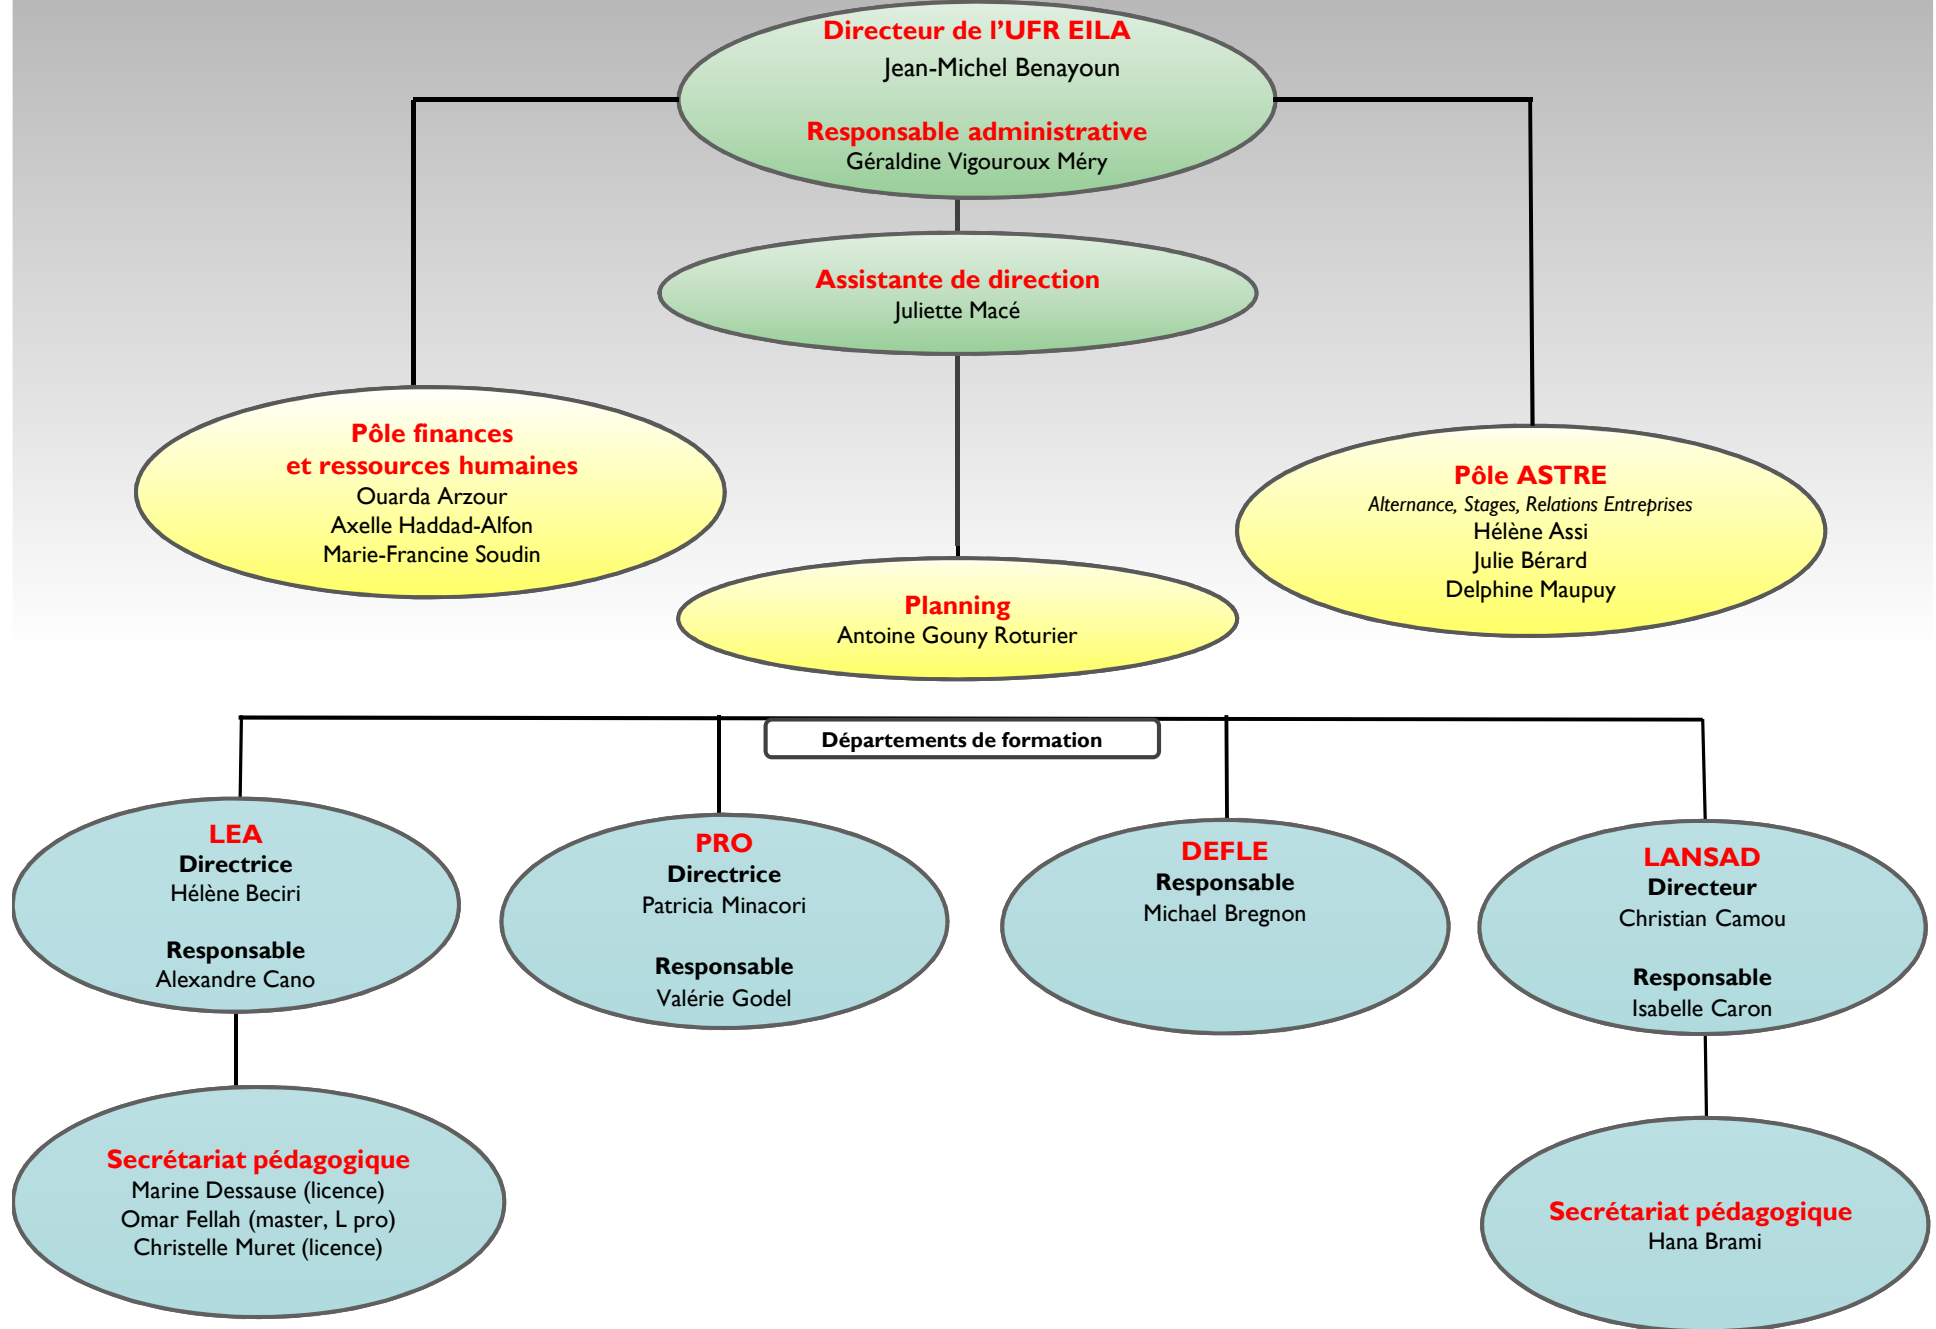 Directeur de l'UFR EILA
Jean-Michel Benayoun
Responsable administrative
Géraldine Vigouroux Méry
Assistante de direction
Juliette Macé
Pôle finances
et ressources humaines
Ouarda Arzour
Axelle Haddad-Alfon
Marie-Francine Soudin
Planning
Antoine Gouny Roturier
Pôle ASTRE
Alternance, Stages, Relations Entreprises
Hélène Assi
Julie Bérard
Delphine Maupuy
Départements de formation
LEA
Directrice
Hélène Beciri
Responsable
Alexandre Cano
PRO
Directrice
Patricia Minacori
Responsable
Valérie Godel
DEFLE
Responsable
Michael Bregnon
LANSAD
Directeur
Christian Camou
Responsable
Isabelle Caron
Secrétariat pédagogique
Marine Dessause (licence)
Omar Fellah (master, L pro)
Christelle Muret (licence)
Secrétariat pédagogique
Hana Brami